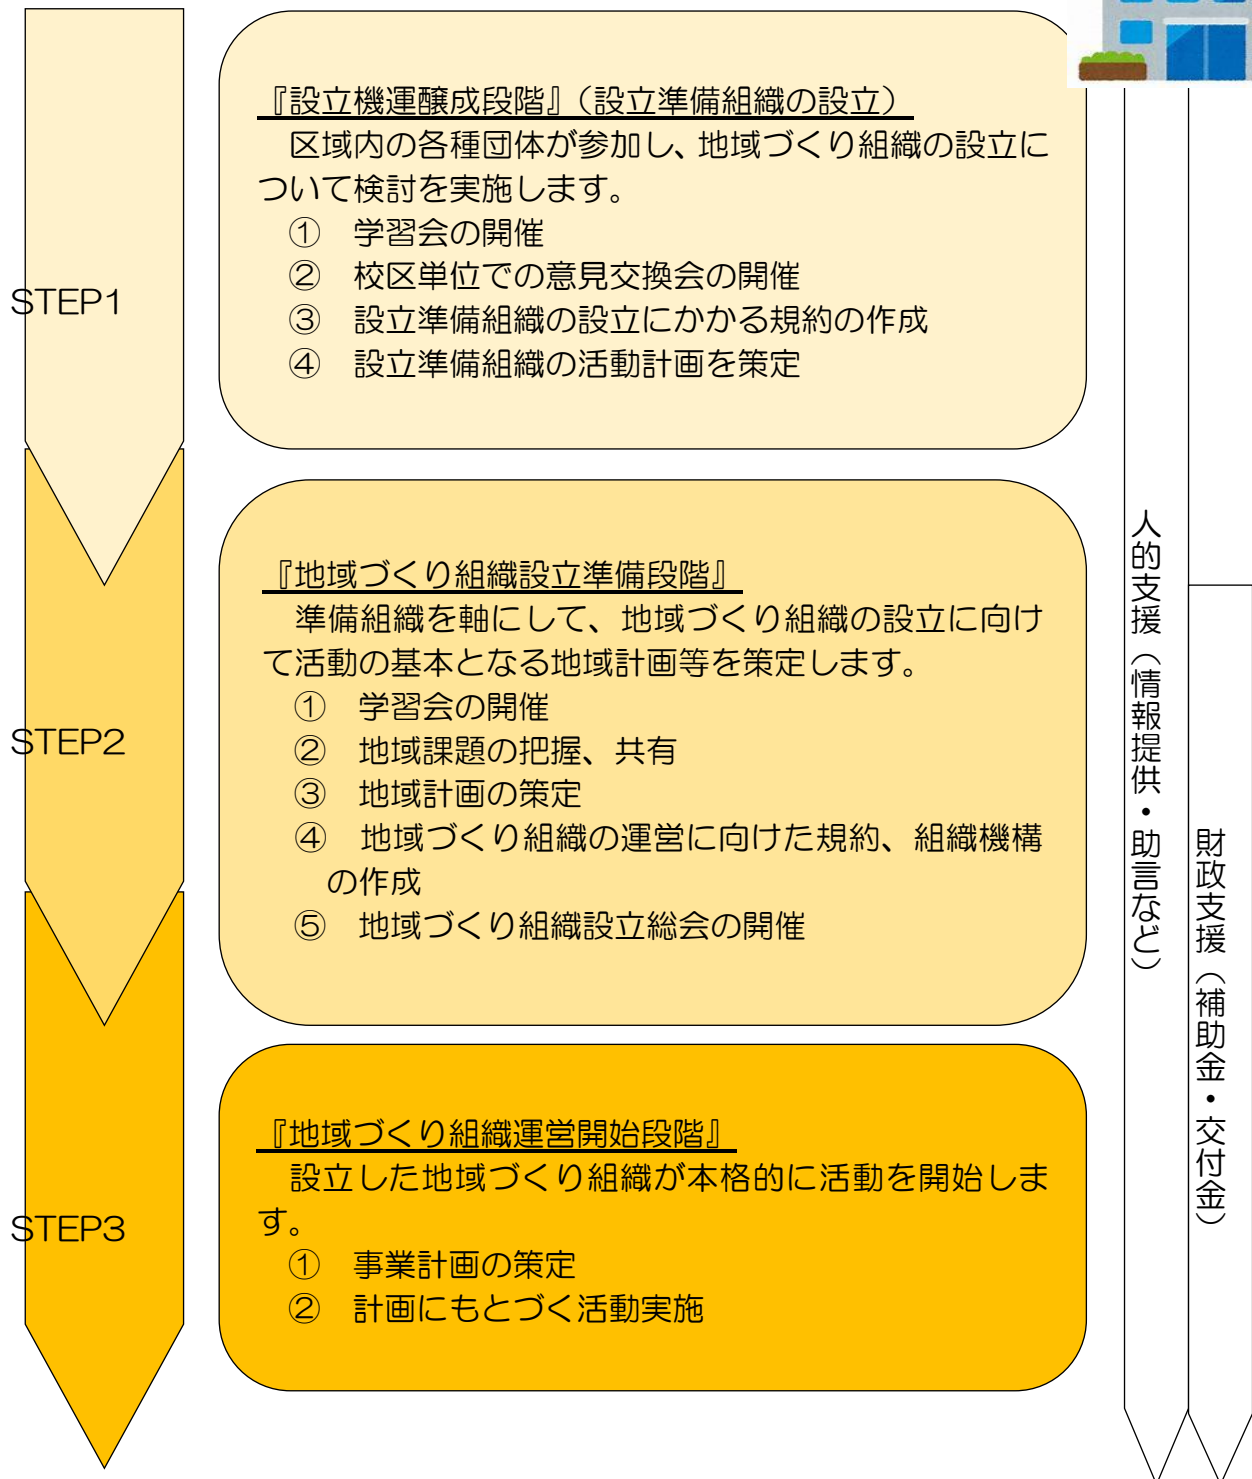 STEP1
『設立機運醸成段階』（設立準備組織の設立）
区域内の各種団体が参加し、地域づくり組織の設立に
ついて検討を実施します。
①　学習会の開催
②　校区単位での意見交換会の開催
③　設立準備組織の設立にかかる規約の作成
④　設立準備組織の活動計画を策定
STEP2
『地域づくり組織設立準備段階』
準備組織を軸にして、地域づくり組織の設立に向け
て活動の基本となる地域計画等を策定します。
①　学習会の開催
②　地域課題の把握、共有
③　地域計画の策定
④　地域づくり組織の運営に向けた規約、組織機構
の作成
⑤　地域づくり組織設立総会の開催
STEP3
『地域づくり組織運営開始段階』
設立した地域づくり組織が本格的に活動を開始しま
す。
①　事業計画の策定
②　計画にもとづく活動実施
人的支援（情報提供・助言など）
財政支援（補助金・交付金）